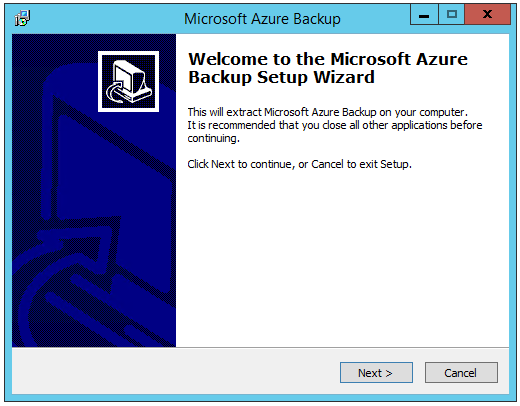 Microsoft Azure Backup
Welcome to the Microsoft Azure
Backup Setup Wizard
This will extract Microsoft Azure Backup on your computer.
It is recommended that you close all other applications before
continuing.
Click Next to continue, or Cancel to exit Setup.
Next >
Cancel